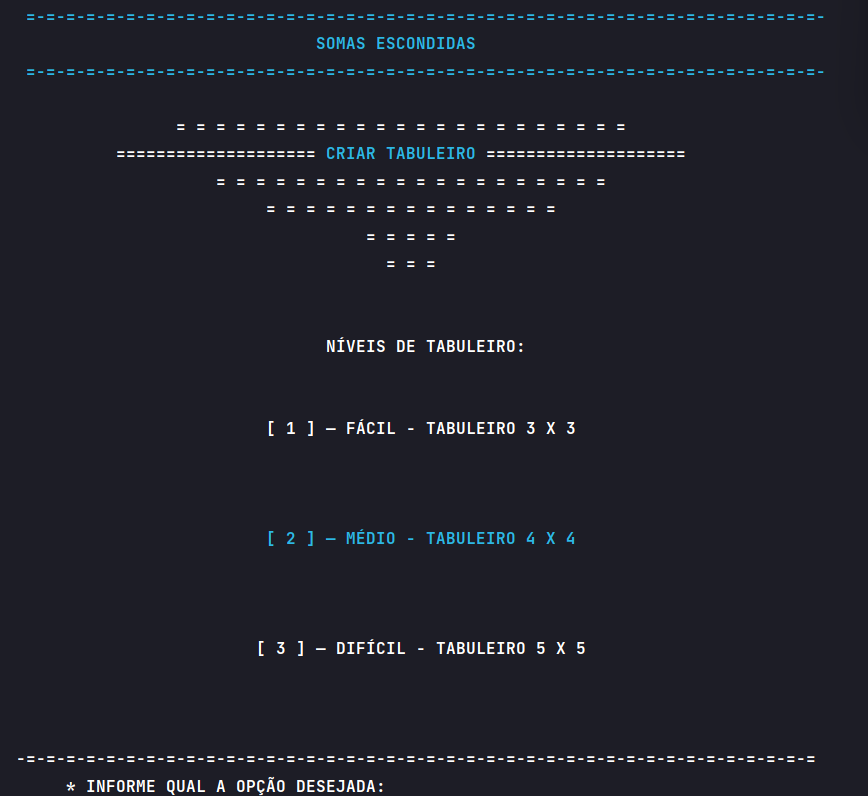 =-=-=-=-=-=-=-=-=-=-=-=-=-=-=-=-=-=-=-=-=-=-=-=-=-=-=-=-=-=-=-=-=-=-=-=-=-=-=-=-
SOMAS ESCONDIDAS
=-=-=-=-=-=-=-=-=-=-=-=-=-=-=-=-=-=-=-=-=-=-=-=-=-=-=-=-=-=-=-=-=-=-=-=-=-=-=-=-
= = = = = = = = = = = = = = = = = = = = = = =
==================== CRIAR TABULEIRO ====================
= = = = = = = = = = = = = = = = = = = =
= = = = = = = = = = = = = = =
= = = = =
= = =
NÍVEIS DE TABULEIRO:
[ 1 ] — FÁCIL - TABULEIRO 3 X 3
[ 2 ] — MÉDIO - TABULEIRO 4 X 4
[ 3 ] — DIFÍCIL - TABULEIRO 5 X 5
-=-=-=-=-=-=-=-=-=-=-=-=-=-=-=-=-=-=-=-=-=-=-=-=-=-=-=-=-=-=-=-=-=-=-=-=-=-=-=-=
* INFORME QUAL A OPÇÃO DESEJADA: